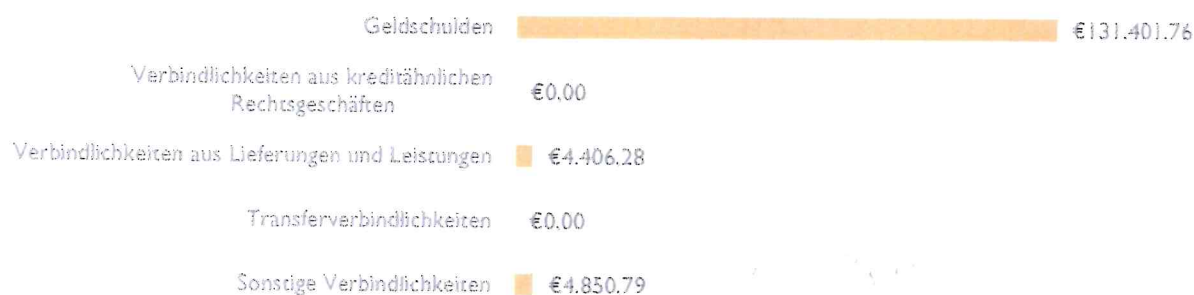 Geldschulden €131.401.76
Verbindlichkeiten aus kreditähnlichen
Rechtsgeschäften €0.00
Verbindlichkeiten aus Lieferungen und Leistungen €4.406.28
Transferverbindlichkeiten €0.00
Sonstige Verbindlichkeiten €4.850.79